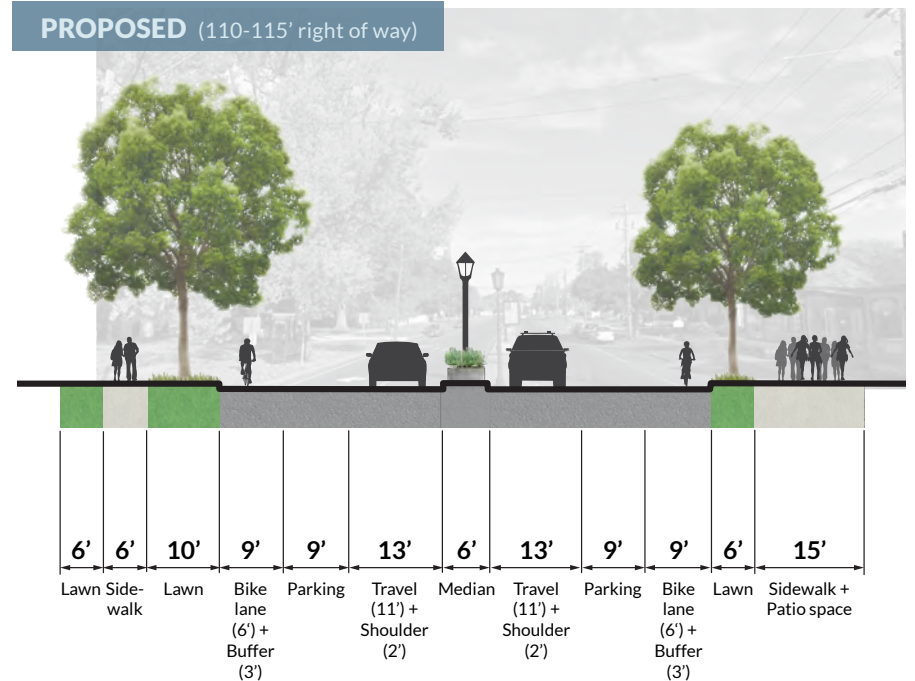 PROPOSED (110-115’ right of way)
6’ 6’ 10’ 9’ 9’ 13’ 6’ 13’ 9’ 9’ 6’ 15’
Lawn
Side-
walk
Lawn
Bike
lane
(6‘) +
Buffer
(3’)
Parking
Travel
(11’) +
Shoulder
(2’)
Median
Travel
(11’) +
Shoulder
(2’)
Parking
Bike
lane
(6‘) +
Buffer
(3’)
Lawn
Sidewalk +
Patio space